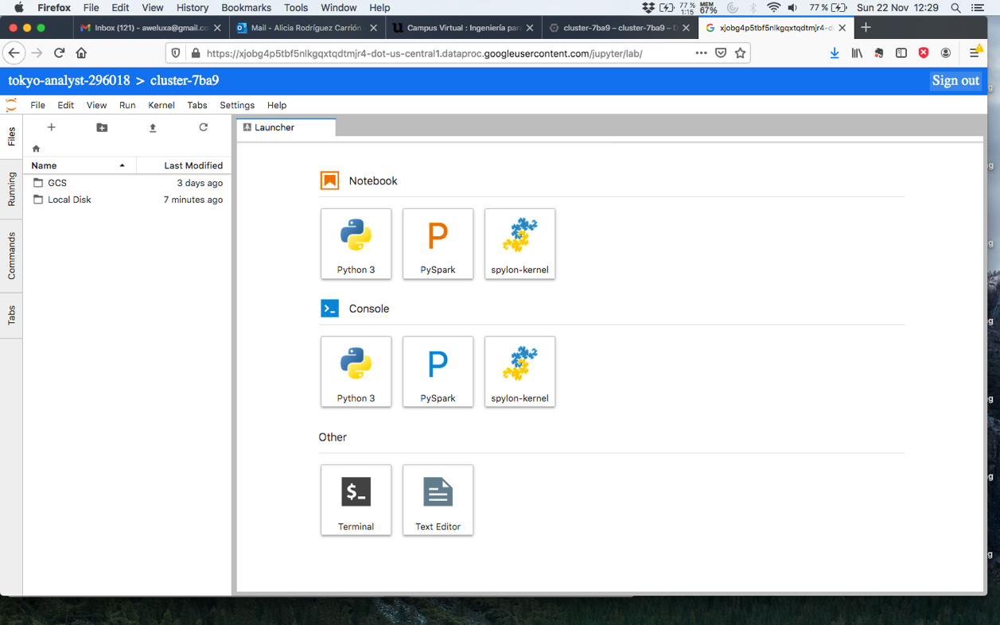 Firefox File Edit View History Bookmarks Tools Window Help 77 % 1:15 MEM 67% 77 % Sun 22 Nov 12:29
Inbox (121) - aweluxa@gmail.co Mail - Alicia Rodríguez Carrión Campus Virtual : Ingeniería para cluster-7ba9 – cluster-7ba9 – D xjobg4p5tbf5nlkgqxtqdtmjr4-d
https://xjobg4p5tbf5nlkgqxtqdtmjr4-dot-us-central1.dataproc.googleusercontent.com/jupyter/lab/
tokyo-analyst-296018 > cluster-7ba9 Sign out
File Edit View Run Kernel Tabs Settings Help
Files
Running
Commands
Tabs
Name Last Modified
GCS 3 days ago
Local Disk 7 minutes ago
Launcher
Notebook
Python 3 PySpark spylon-kernel
Console
Python 3 PySpark spylon-kernel
Other
$_
Terminal Text Editor
g
g
g
g
g
g